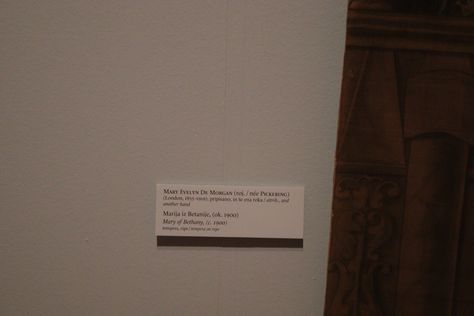 MARY EVELYN DE MORGAN (roj. / née PICKERING)
(London, 1855–1919), pripisano, in še ena roka / attrib., and
another hand
Marija iz Betanije, (ok. 1900)
Mary of Bethany, (c. 1900)
tempera, / tempera on